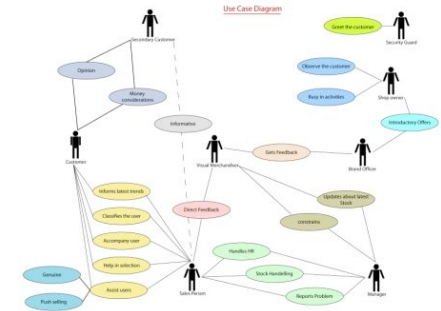 Use Case Diagram
Greet the customer
Security Guard
Secondary Customer
Opinion
Observe the customer
Money
considerations
Busy in activities
Shop owner
Informative
Introductory Offers
Customer
Visual Merchandiser
Gets Feedback
Brand Officer
Informs latest trends
Updates about latest
Stock
Classifies the user
Direct Feedback
constrains
Accompany user
Handles HR
Help in selection
Genuine
Stock Handelling
Assist users
Sales Person
Manager
Push selling
Reports Problem